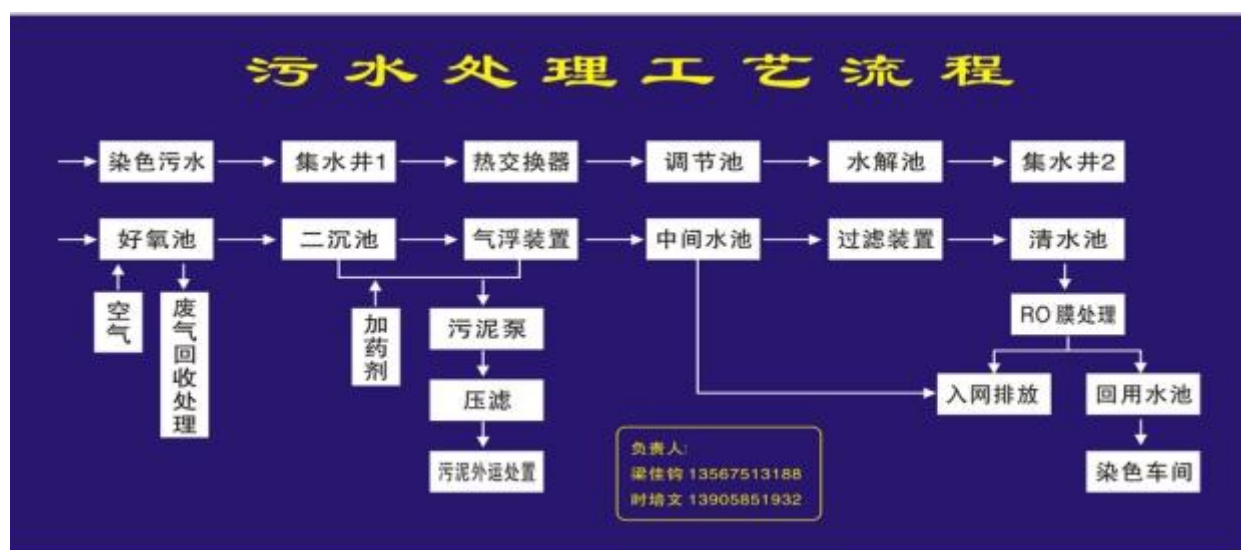 污水处理工艺流程
染色污水
集水井1
热交换器
调节池
水解池
集水井2
好氧池
二沉池
气浮装置
中间水池
过滤装置
清水池
空气
废气回收处理
加药剂
污泥泵
RO膜处理
压滤
入网排放
回用水池
污泥外运处置
染色车间
负责人:
梁佳钧 13567513188
时培文 13905851932